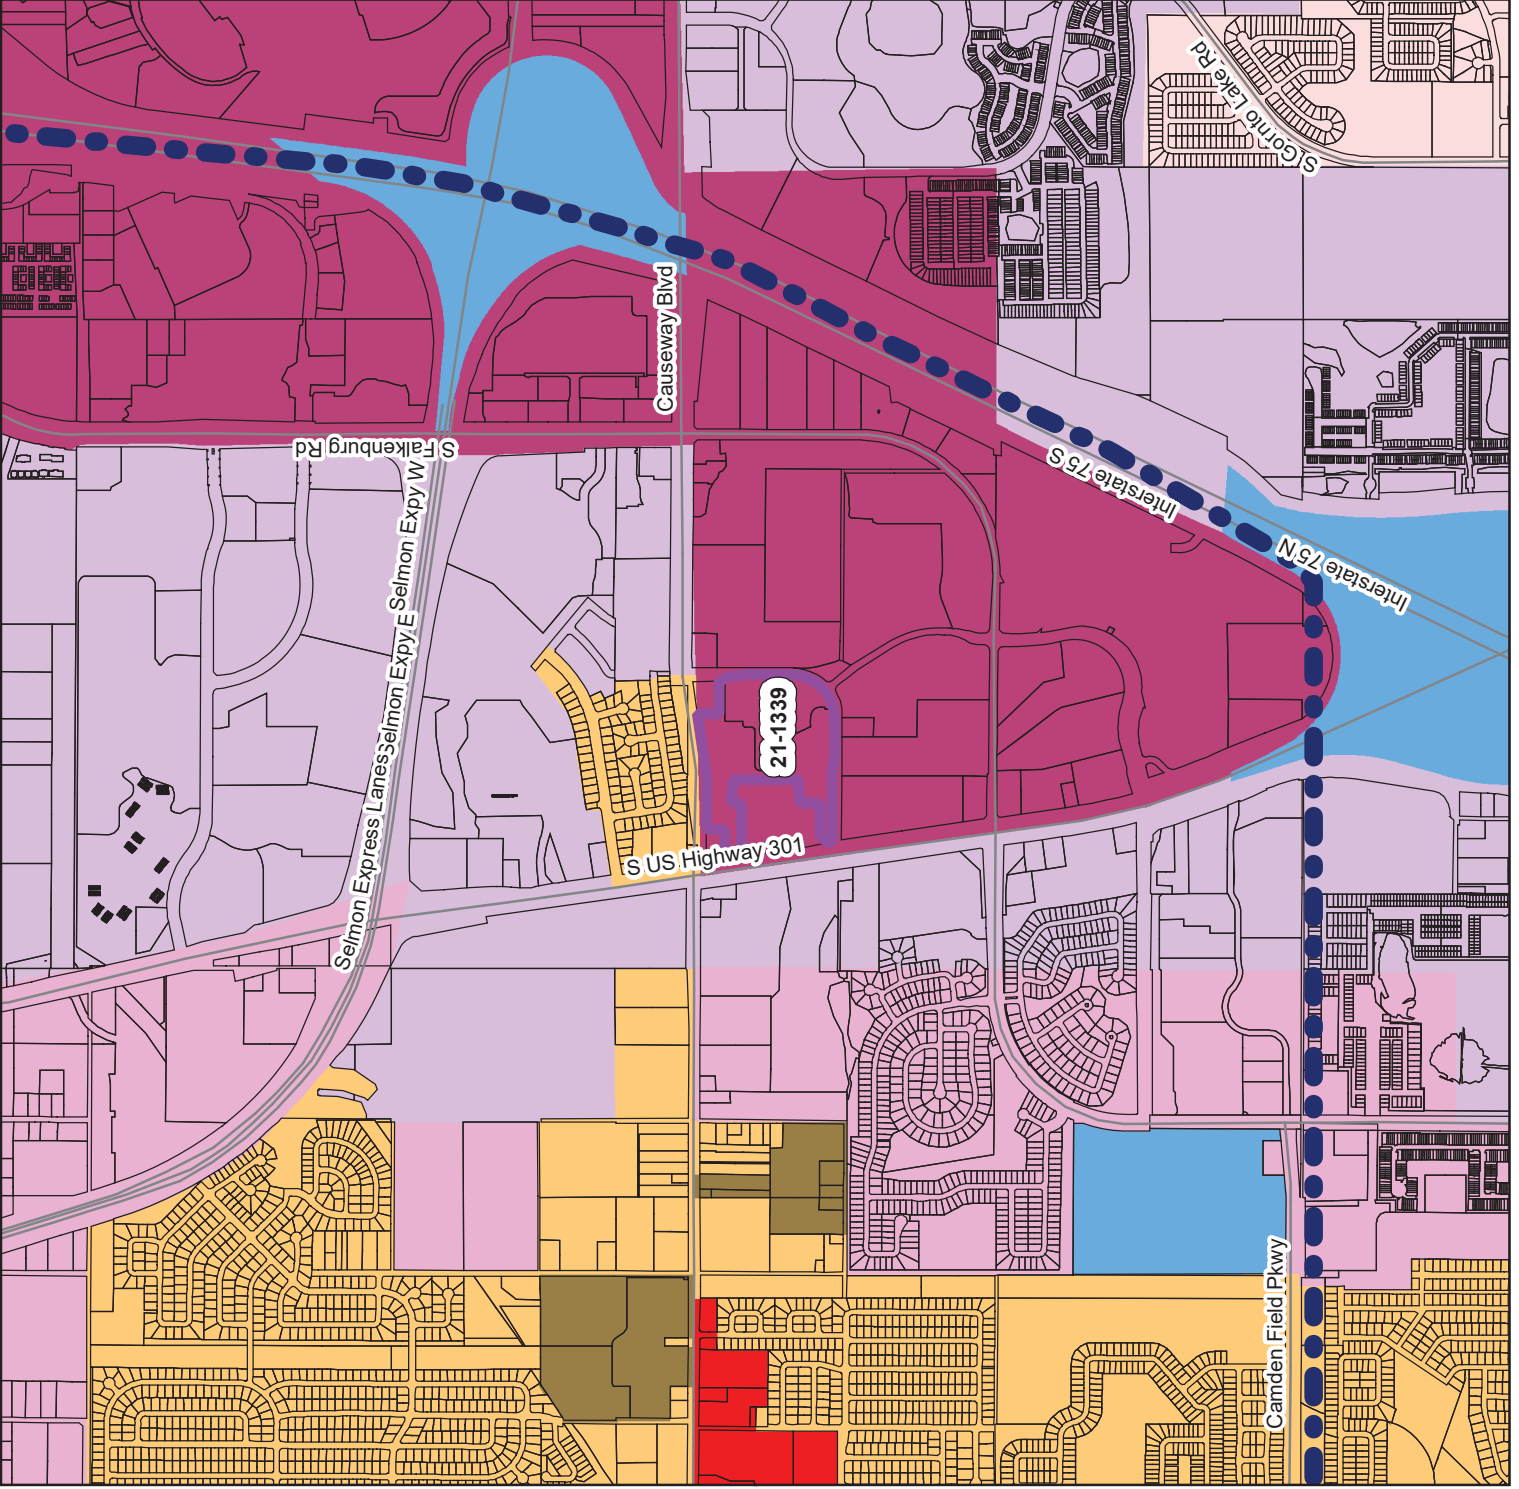 S Gornto Lake Rd
Causeway Blvd
S Falkenburg Rd
Interstate 75 S
Interstate 75 N
Selmon Expy W
Selmon Expy E
Selmon Express Lanes
21-1339
S US Highway 301
Camden Field Pkwy